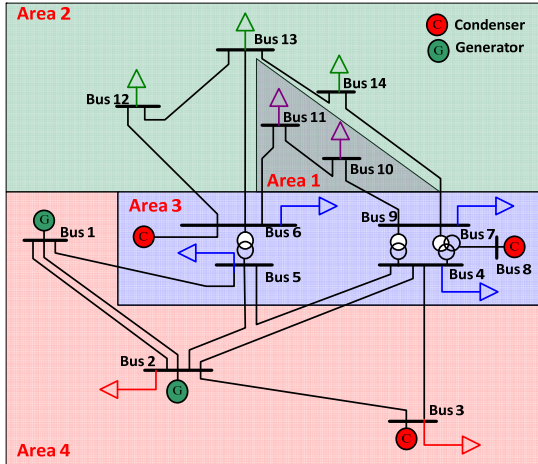 Area 2
C Condenser
G Generator
Bus 13
Bus 14
Bus 12
Bus 11
Bus 10
Area 1
Area 3
G
Bus 1
C
Bus 6
Bus 9
Bus 7
C
Bus 8
Bus 5
Bus 4
Bus 2
G
Bus 3
C
Area 4